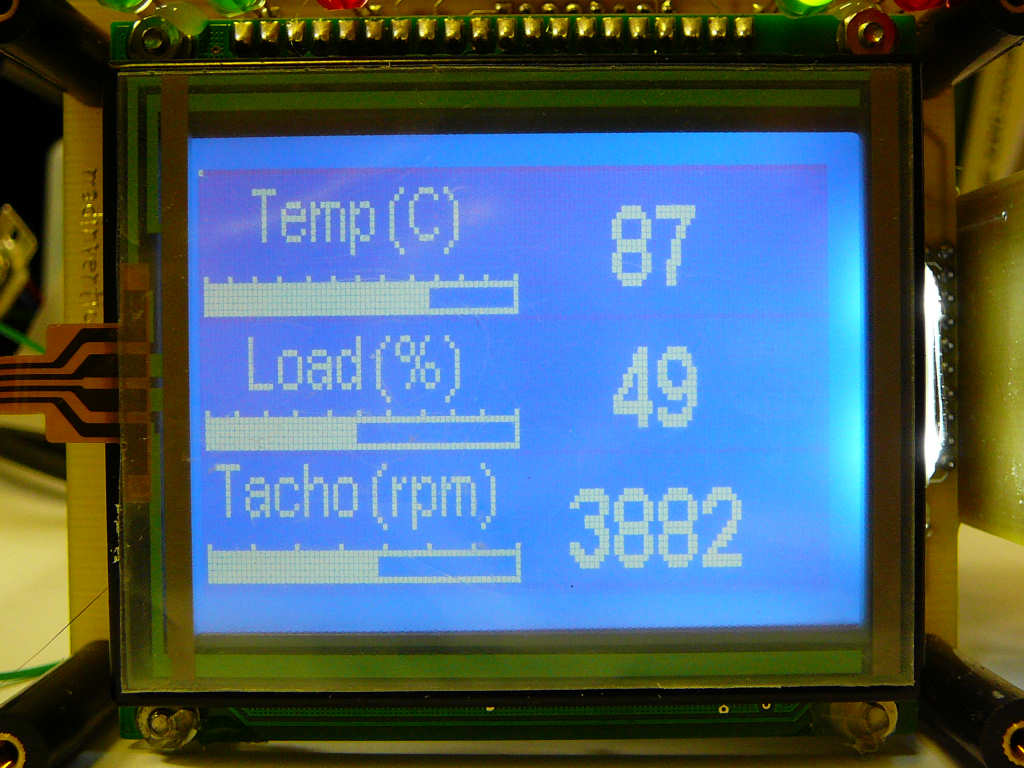 Temp (C) 87
Load (%) 49
Tacho (rpm) 3882